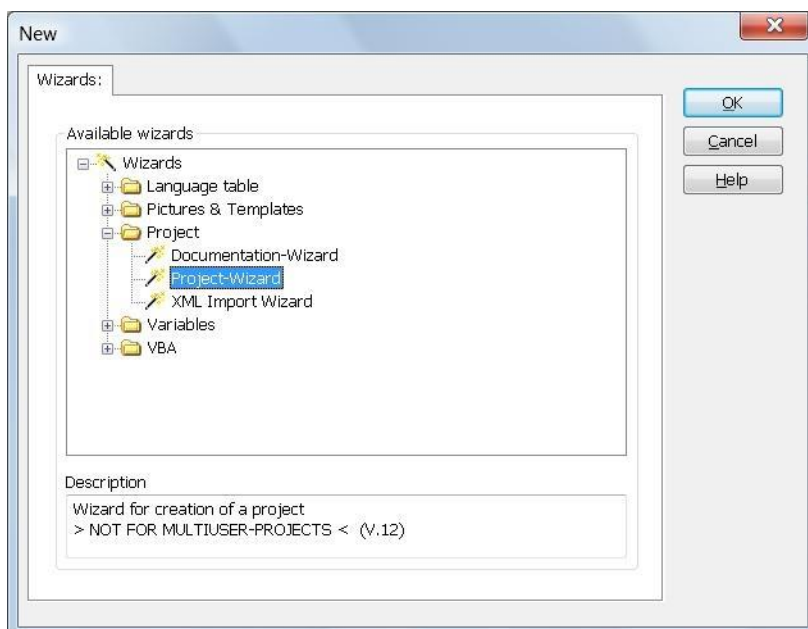 New
Wizards:
OK
Available wizards
Cancel
Wizards
Language table
Help
Pictures & Templates
Project
Documentation-Wizard
Project-Wizard
XML Import Wizard
Variables
VBA
Description
Wizard for creation of a project
> NOT FOR MULTIUSER-PROJECTS < (V.12)